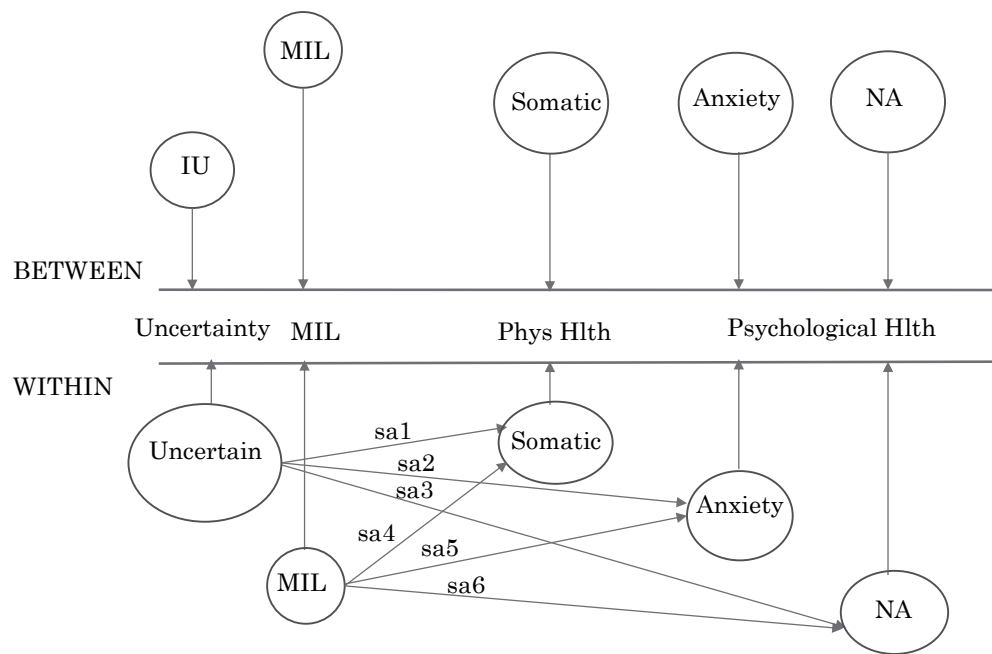 MIL
Somatic
Anxiety
NA
IU
BETWEEN
Uncertainty
MIL
Phys Hlth
Psychological Hlth
WITHIN
Uncertain
sa1
Somatic
sa2
sa3
Anxiety
sa4
sa5
MIL
sa6
NA